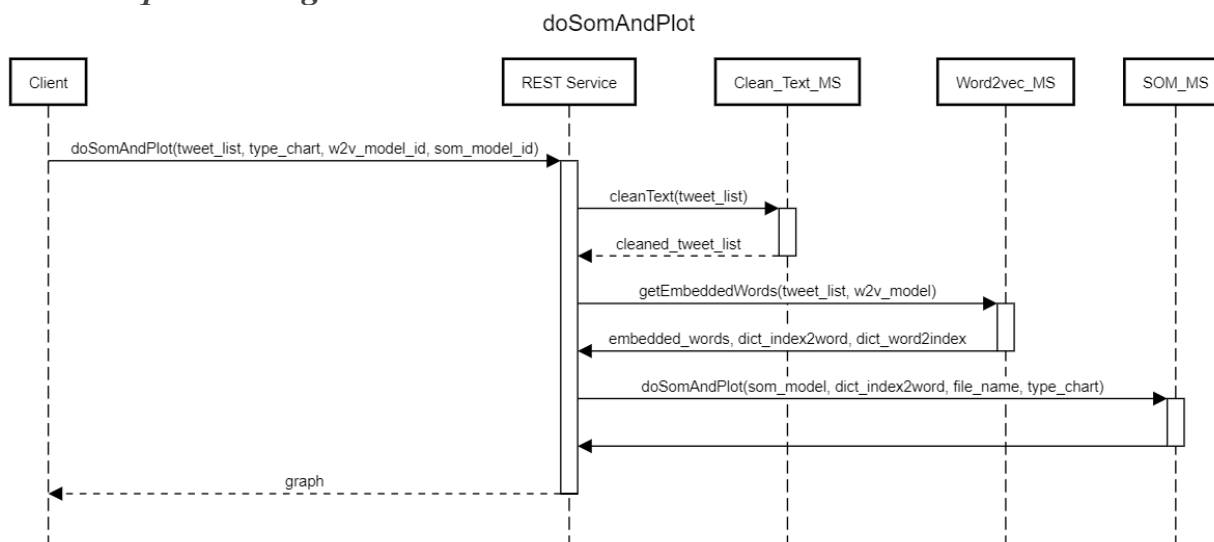 doSomAndPlot
Client REST Service Clean_Text_MS Word2vec_MS SOM_MS
doSomAndPlot(tweet_list, type_chart, w2v_model_id, som_model_id)
cleanText(tweet_list)
cleaned_tweet_list
getEmbeddedWords(tweet_list, w2v_model)
embedded_words, dict_index2word, dict_word2index
doSomAndPlot(som_model, dict_index2word, file_name, type_chart)
graph